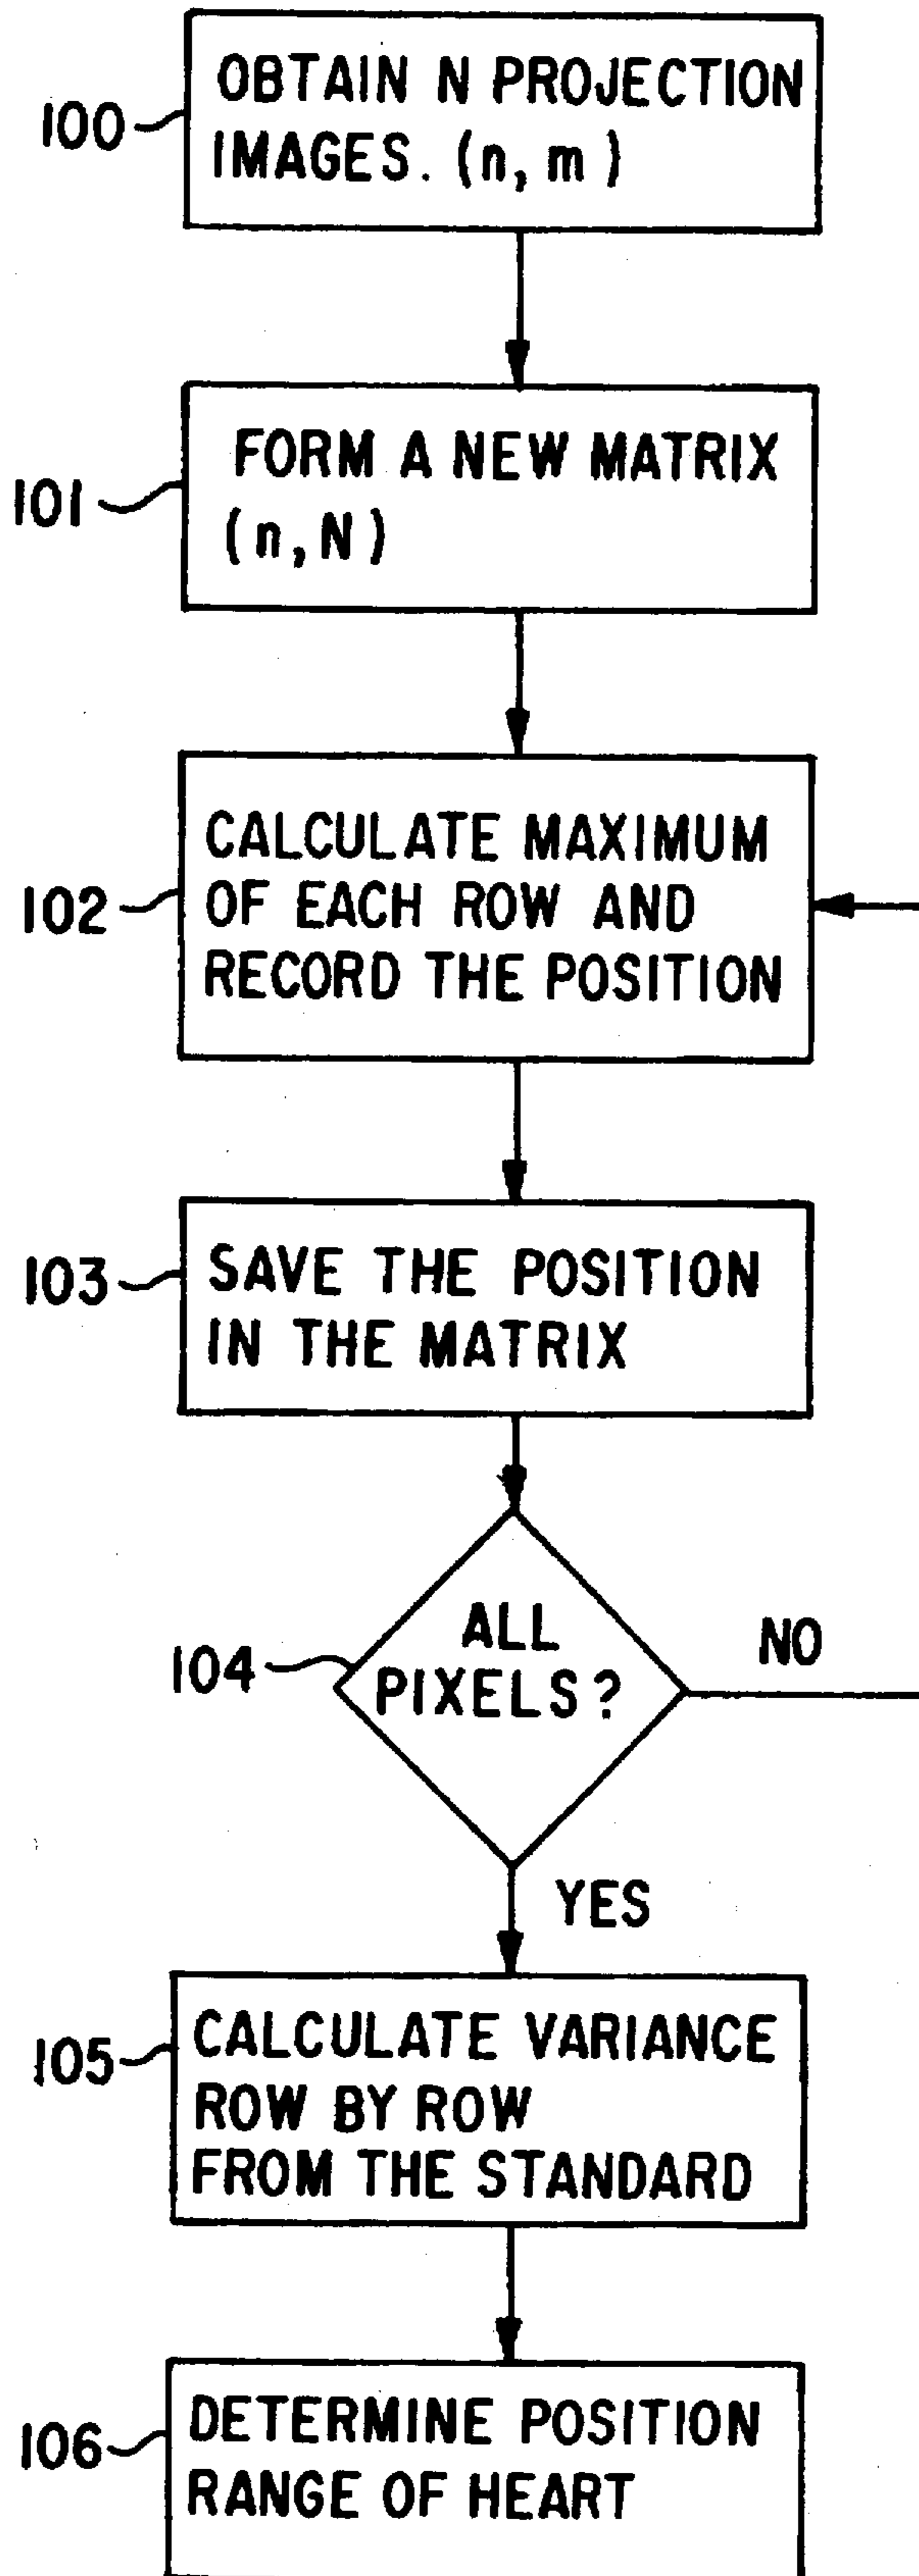 100
OBTAIN N PROJECTION
IMAGES. (n, m)
101
FORM A NEW MATRIX
(n, N)
102
CALCULATE MAXIMUM
OF EACH ROW AND
RECORD THE POSITION
103
SAVE THE POSITION
IN THE MATRIX
104
ALL
PIXELS?
NO
YES
105
CALCULATE VARIANCE
ROW BY ROW
FROM THE STANDARD
106
DETERMINE POSITION
RANGE OF HEART